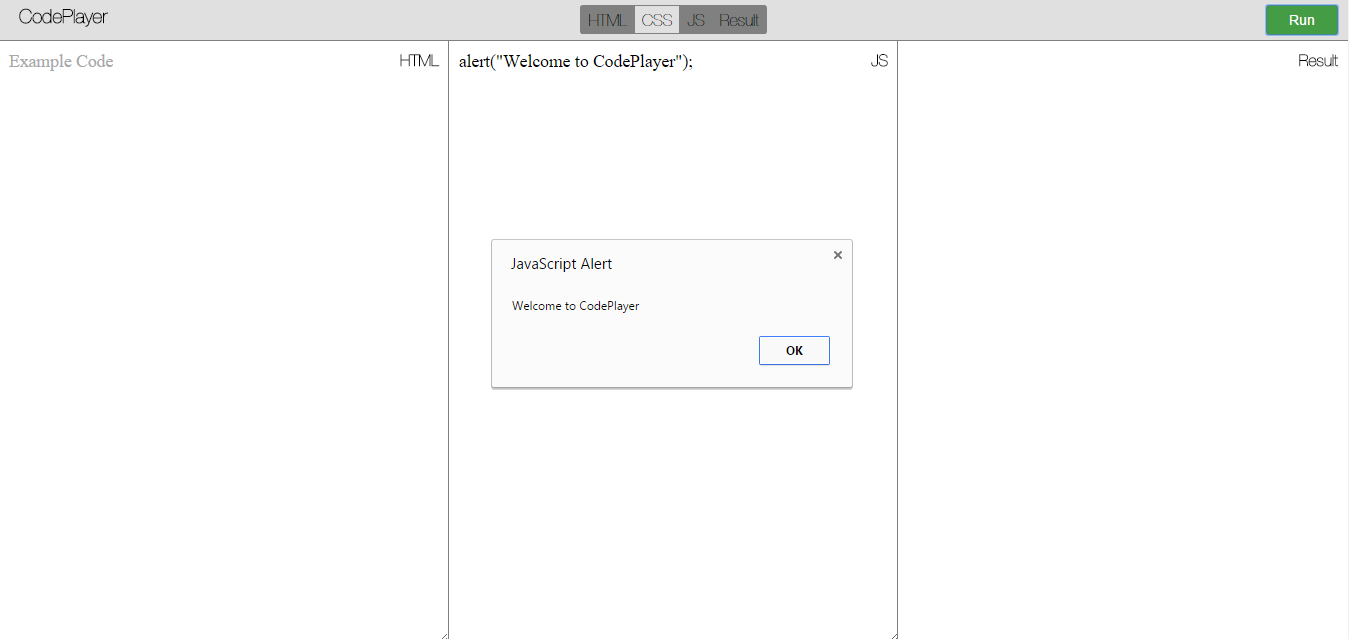 CodePlayer
HTML CSS JS Result
Run
Example Code
HTML
alert("Welcome to CodePlayer");
JS
Result
JavaScript Alert
Welcome to CodePlayer
OK